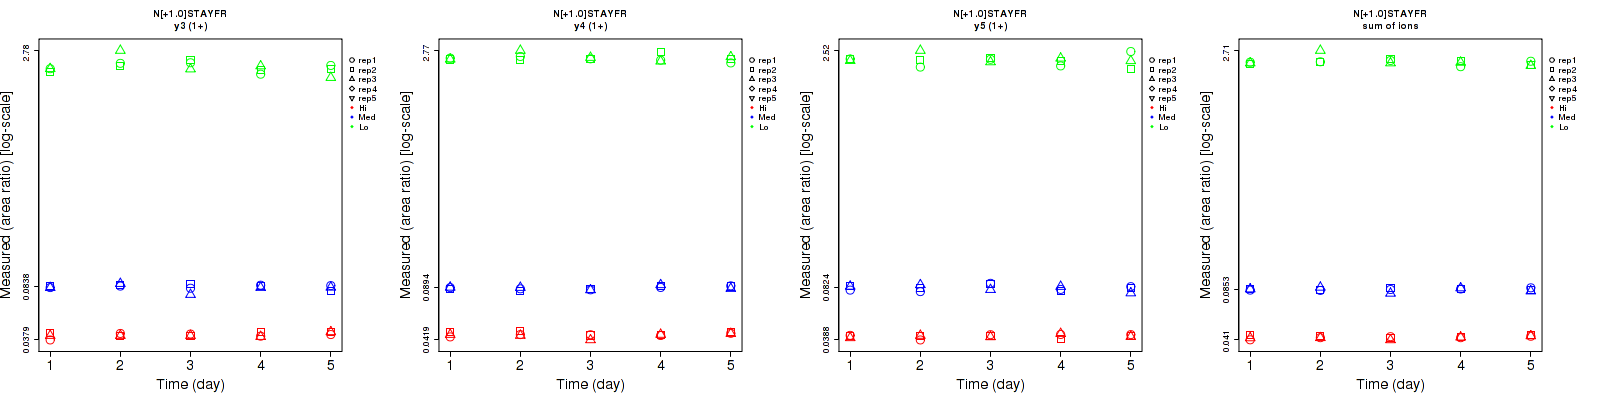 N[+1.0]STAYFR
y3 (1+)
Measured (area ratio) [log-scale]
2.78
0.0838
0.0379
1 2 3 4 5
Time (day)
rep1
rep2
rep3
rep4
rep5
Hi
Med
Lo
N[+1.0]STAYFR
y4 (1+)
Measured (area ratio) [log-scale]
2.77
0.0894
0.0419
1 2 3 4 5
Time (day)
rep1
rep2
rep3
rep4
rep5
Hi
Med
Lo
N[+1.0]STAYFR
y5 (1+)
Measured (area ratio) [log-scale]
2.52
0.0824
0.0388
1 2 3 4 5
Time (day)
rep1
rep2
rep3
rep4
rep5
Hi
Med
Lo
N[+1.0]STAYFR
sum of ions
Measured (area ratio) [log-scale]
2.71
0.0853
0.041
1 2 3 4 5
Time (day)
rep1
rep2
rep3
rep4
rep5
Hi
Med
Lo